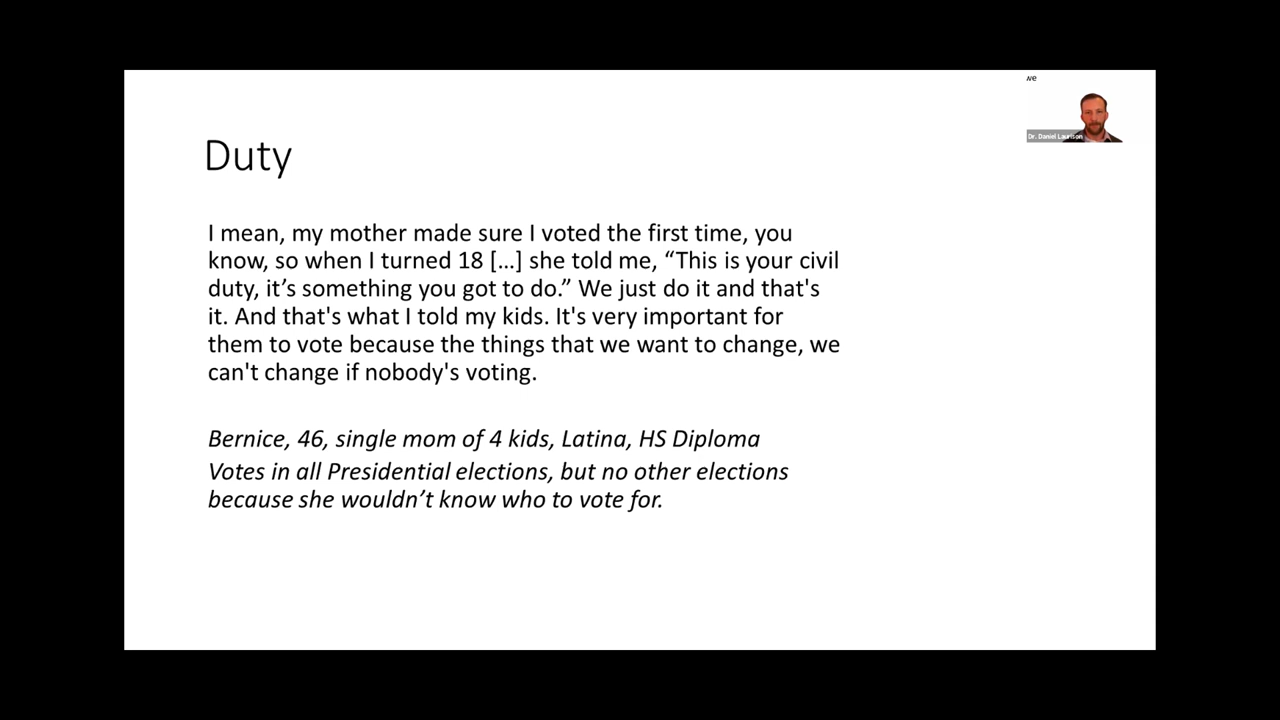 we
Dr. Daniel Laurison
Duty
I mean, my mother made sure I voted the first time, you
know, so when I turned 18 […] she told me, “This is your civil
duty, it’s something you got to do.” We just do it and that's
it. And that's what I told my kids. It's very important for
them to vote because the things that we want to change, we
can't change if nobody's voting.
Bernice, 46, single mom of 4 kids, Latina, HS Diploma
Votes in all Presidential elections, but no other elections
because she wouldn’t know who to vote for.